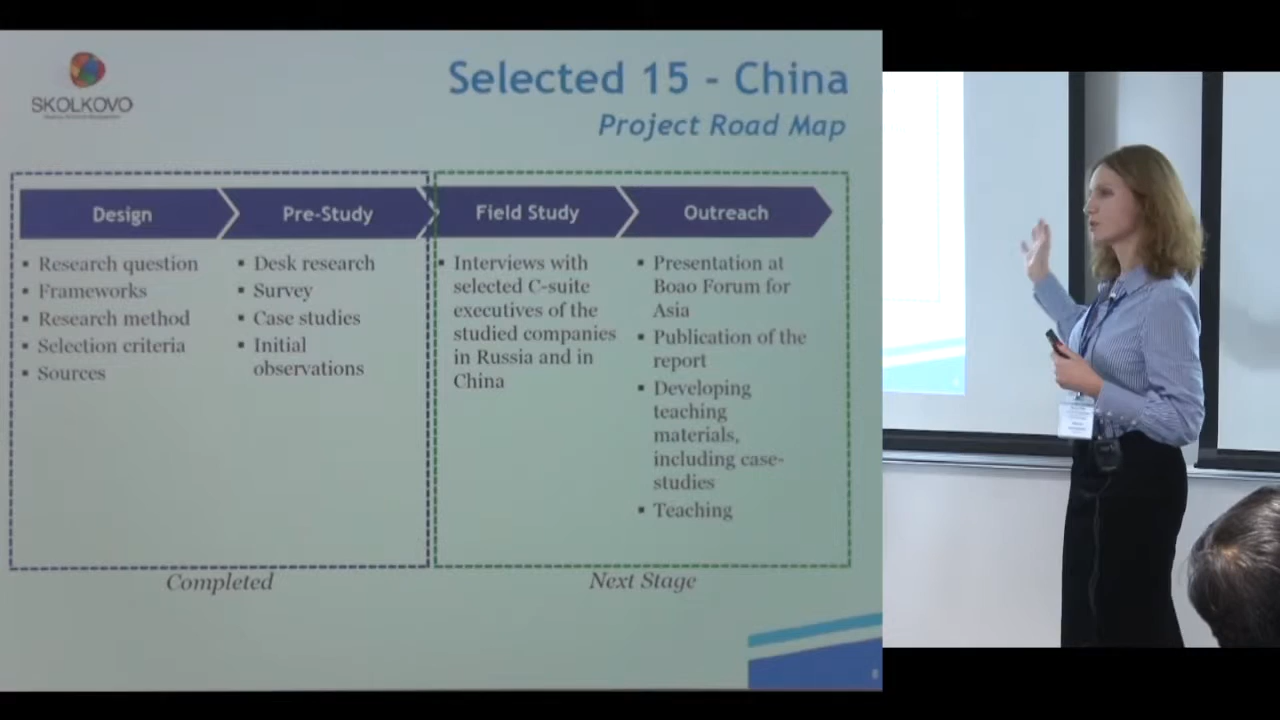 SKOLKOVO
Selected 15 - China
Project Road Map
Design
Pre-Study
Field Study
Outreach
▪ Research question
▪ Frameworks
▪ Research method
▪ Selection criteria
▪ Sources
▪ Desk research
▪ Survey
▪ Case studies
▪ Initial
observations
▪ Interviews with
selected C-suite
executives of the
studied companies
in Russia and in
China
▪ Presentation at
Boao Forum for
Asia
▪ Publication of the
report
▪ Developing
teaching
materials,
including case-
studies
▪ Teaching
Completed
Next Stage
8